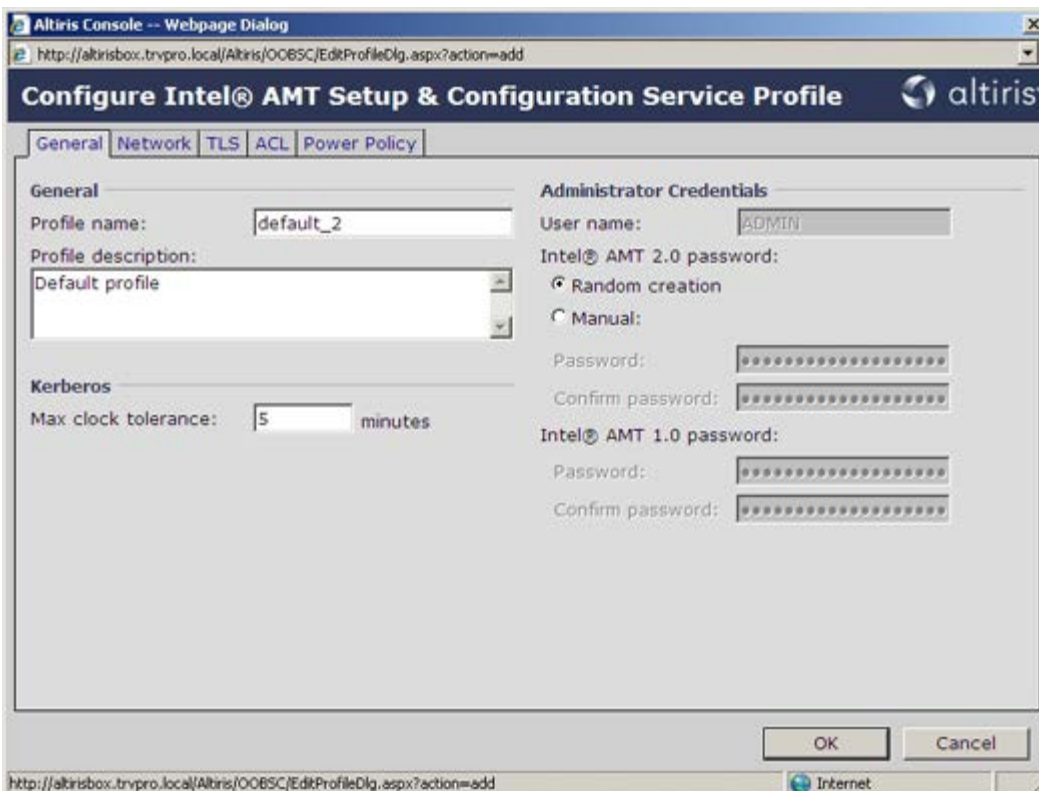 Altiris Console -- Webpage Dialog
http://altirisbox.trvpro.local/Altiris/OOBSC/EditProfileDlg.aspx?action=add
Configure Intel® AMT Setup & Configuration Service Profile
altiris
General Network TLS ACL Power Policy
General
Profile name: default_2
Profile description:
Default profile
Kerberos
Max clock tolerance: 5 minutes
Administrator Credentials
User name: ADMIN
Intel® AMT 2.0 password:
Random creation
Manual:
Password:
Confirm password:
Intel® AMT 1.0 password:
Password:
Confirm password:
OK Cancel
http://altirisbox.trvpro.local/Altiris/OOBSC/EditProfileDlg.aspx?action=add Internet